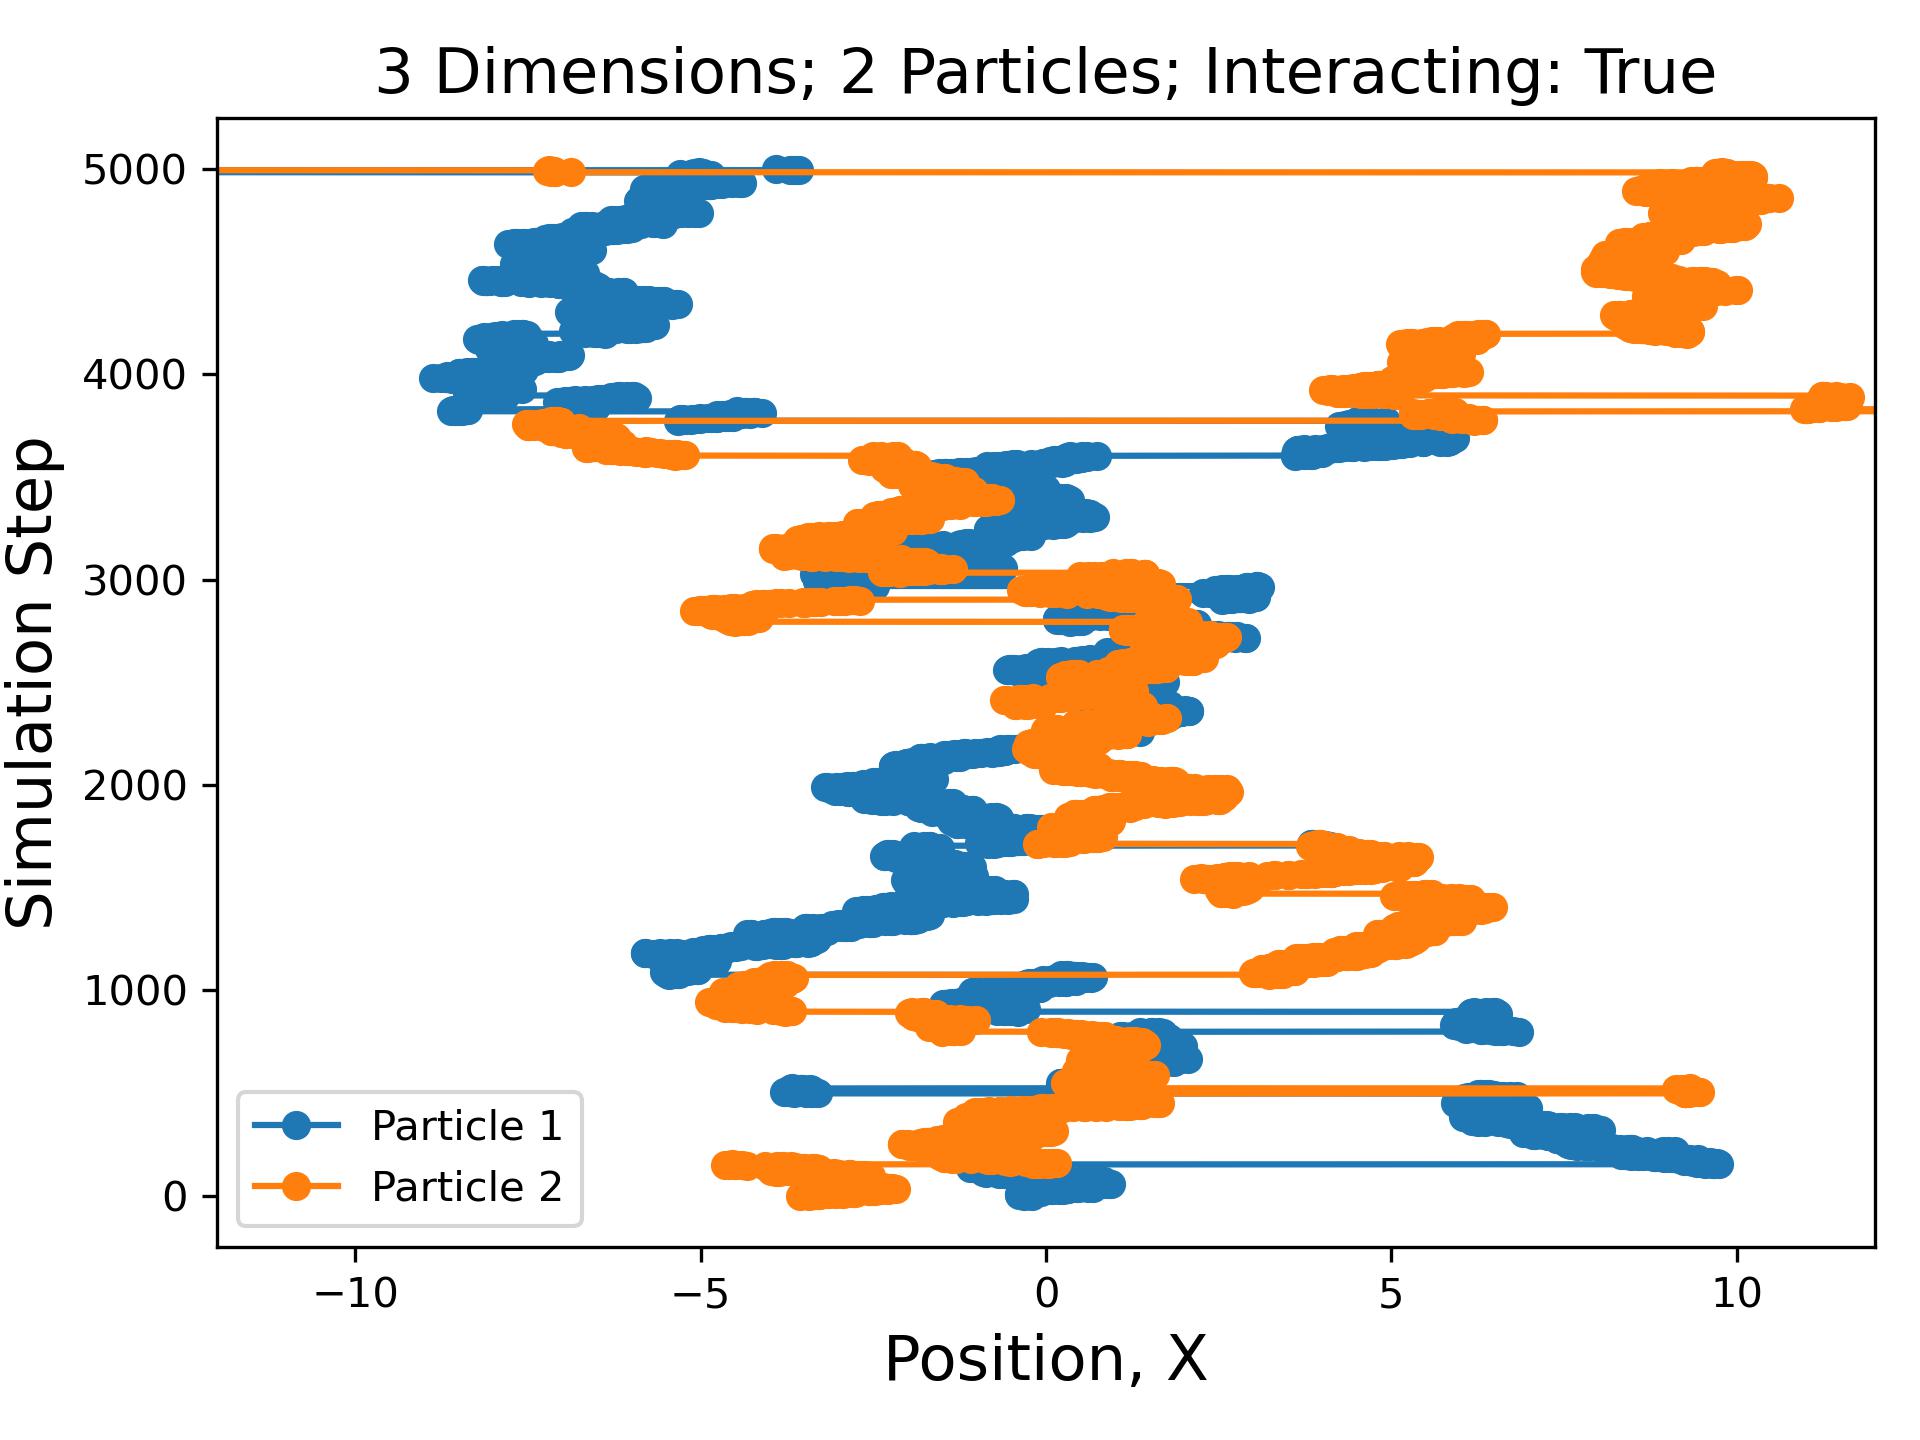 3 Dimensions; 2 Particles; Interacting: True
5000
4000
3000
2000
1000
0
Simulation Step
Particle 1
Particle 2
−10
−5
0
5
10
Position, X